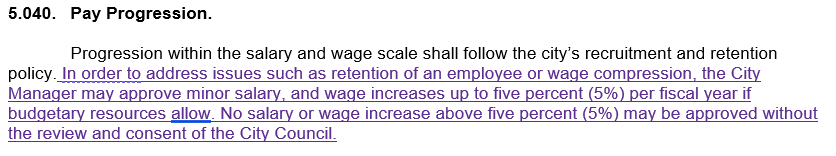 5.040. Pay Progression.
Progression within the salary and wage scale shall follow the city's recruitment and retention
policy. In order to address issues such as retention of an employee or wage compression, the City
Manager may approve minor salary, and wage increases up to five percent (5%) per fiscal year if
budgetary resources allow. No salary or wage increase above five percent (5%) may be approved without
the review and consent of the City Council.